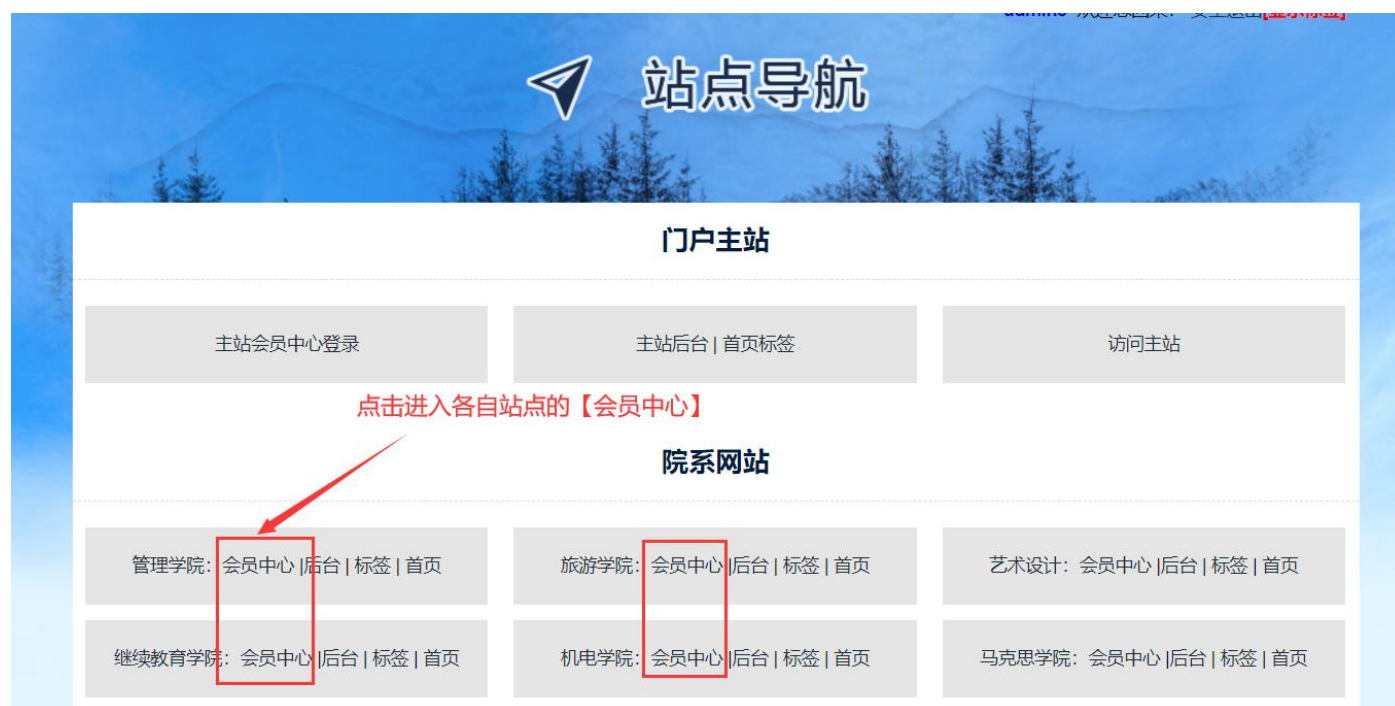 站点导航
门户主站
主站会员中心登录
主站后台 | 首页标签
访问主站
点击进入各自站点的【会员中心】
院系网站
管理学院：会员中心 |后台 | 标签 | 首页
旅游学院：会员中心 |后台 | 标签 | 首页
艺术设计：会员中心 |后台 | 标签 | 首页
继续教育学院：会员中心 |后台 | 标签 | 首页
机电学院：会员中心 |后台 | 标签 | 首页
马克思学院：会员中心 |后台 | 标签 | 首页